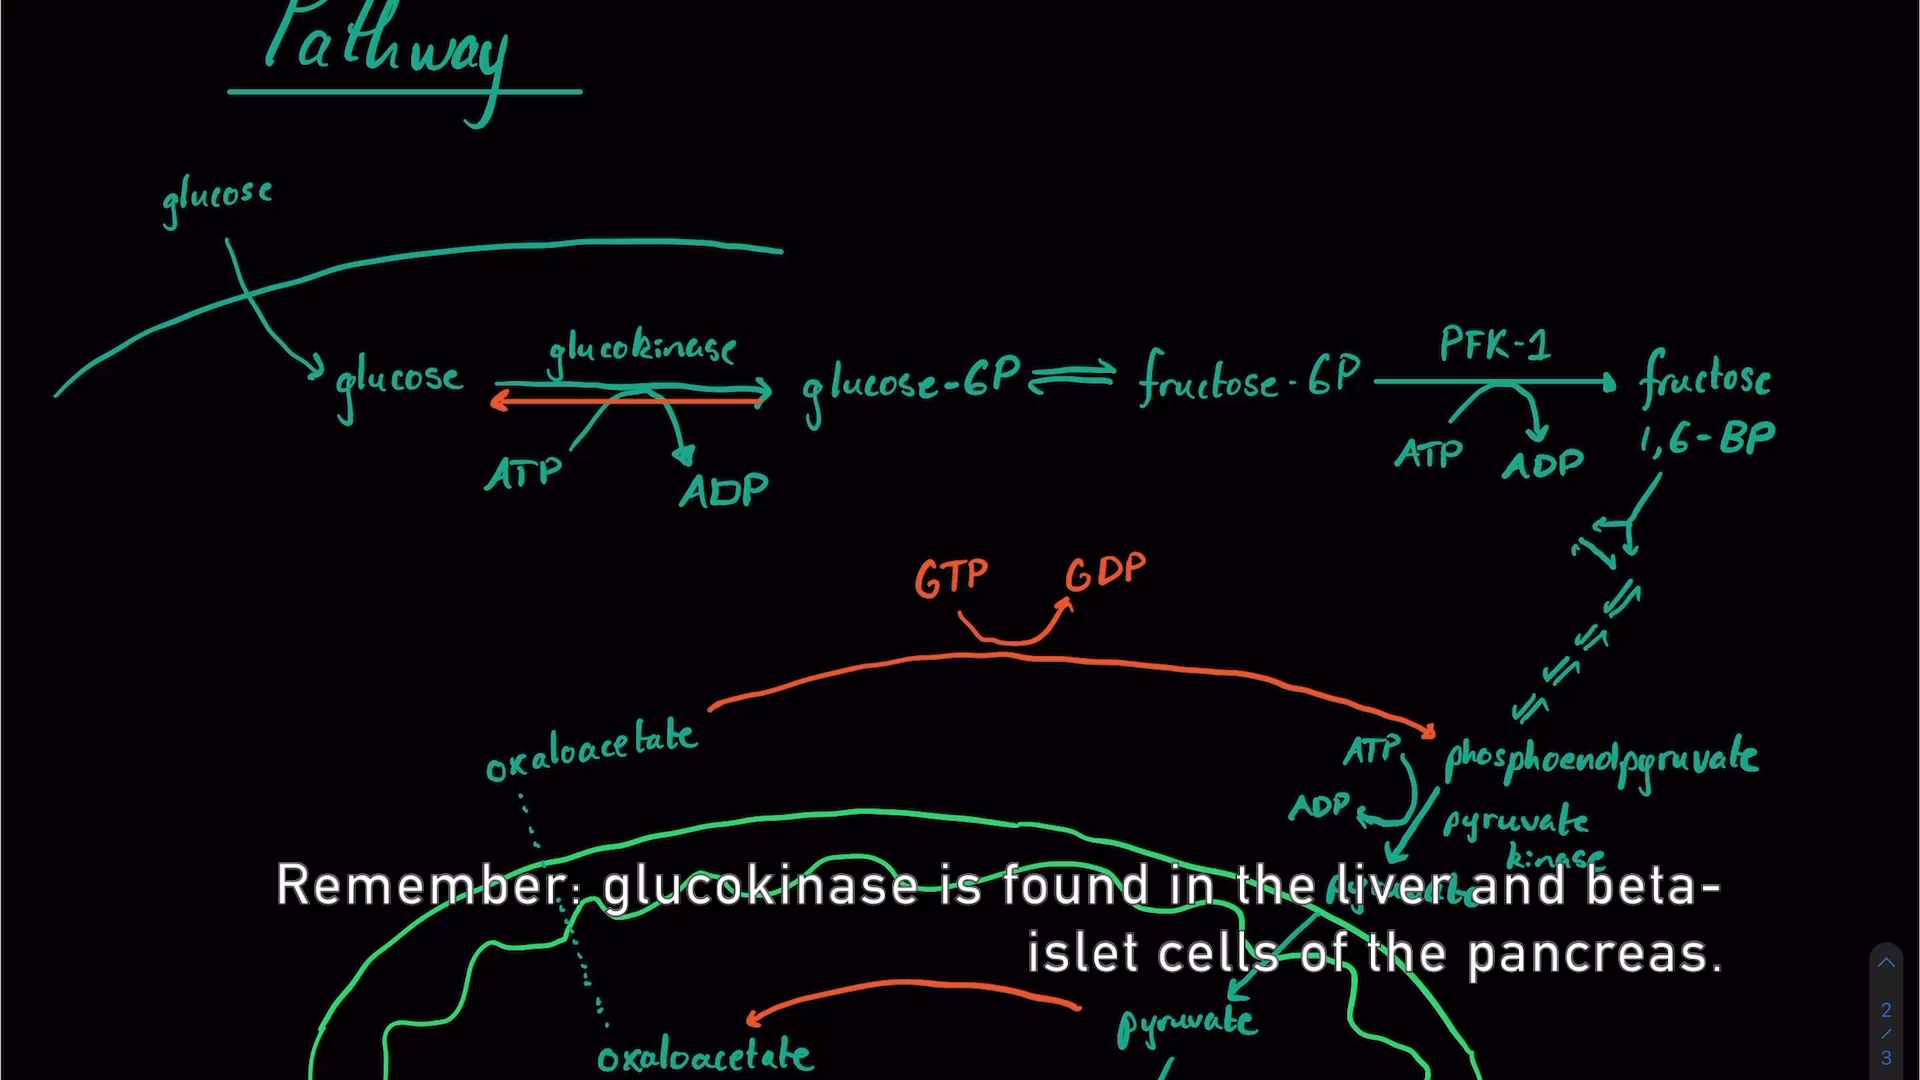 Pathway
glucose
glucose
glucokinase
ATP
ADP
glucose-6P
fructose-6P
PFK-1
ATP
ADP
fructose
1,6-BP
GTP
GDP
oxaloacetate
ATP
ADP
phosphoenolpyruvate
pyruvate
kinase
pyruvate
Remember: glucokinase is found in the liver and beta-
islet cells of the pancreas.
pyruvate
oxaloacetate
2
/
3